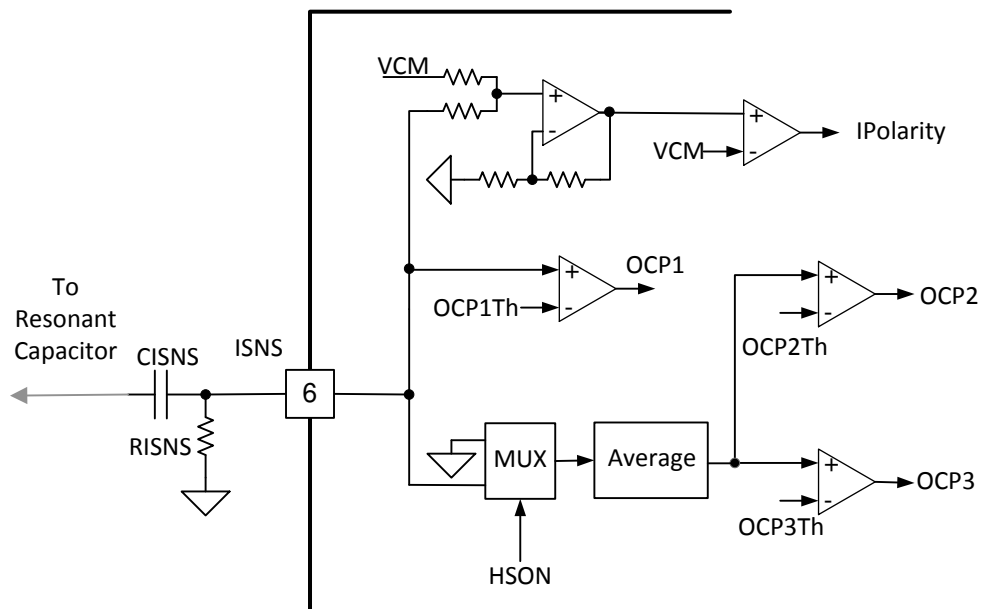 VCM
+
-
+
IPolarity
VCM
-
To
Resonant
Capacitor
CISNS
RISNS
ISNS
6
+
OCP1
OCP1Th
-
+
OCP2
-
OCP2Th
MUX
Average
HSON
+
OCP3
-
OCP3Th